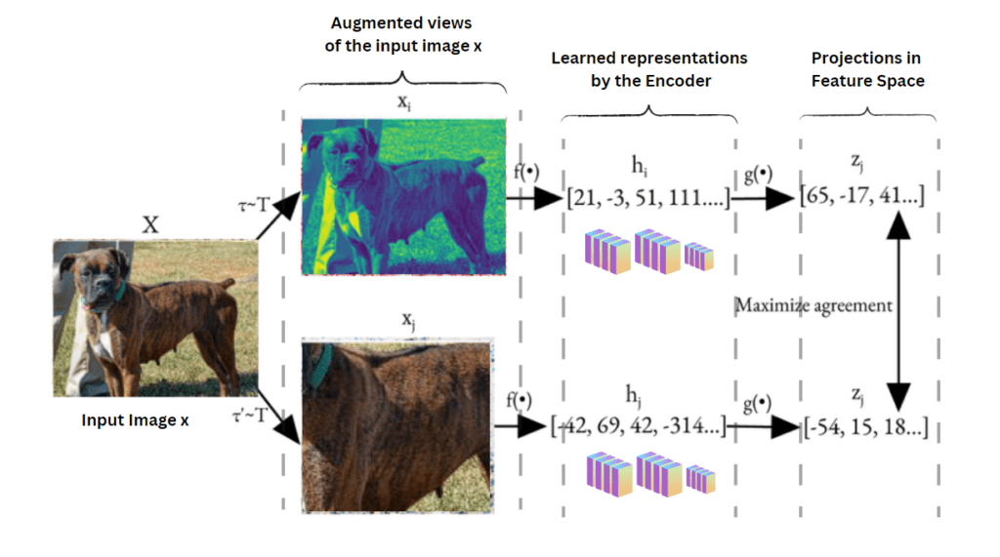 Augmented views
of the input image x
Learned representations
by the Encoder
Projections in
Feature Space
xᵢ
f(•)
hᵢ
[21, -3, 51, 111....]
g(•)
zⱼ
[65, -17, 41...]
τ~T
X
Maximize agreement
xⱼ
Input Image x
τ'~T
f(•)
hⱼ
[-42, 69, 42, -314...]
g(•)
zⱼ
[-54, 15, 18...]